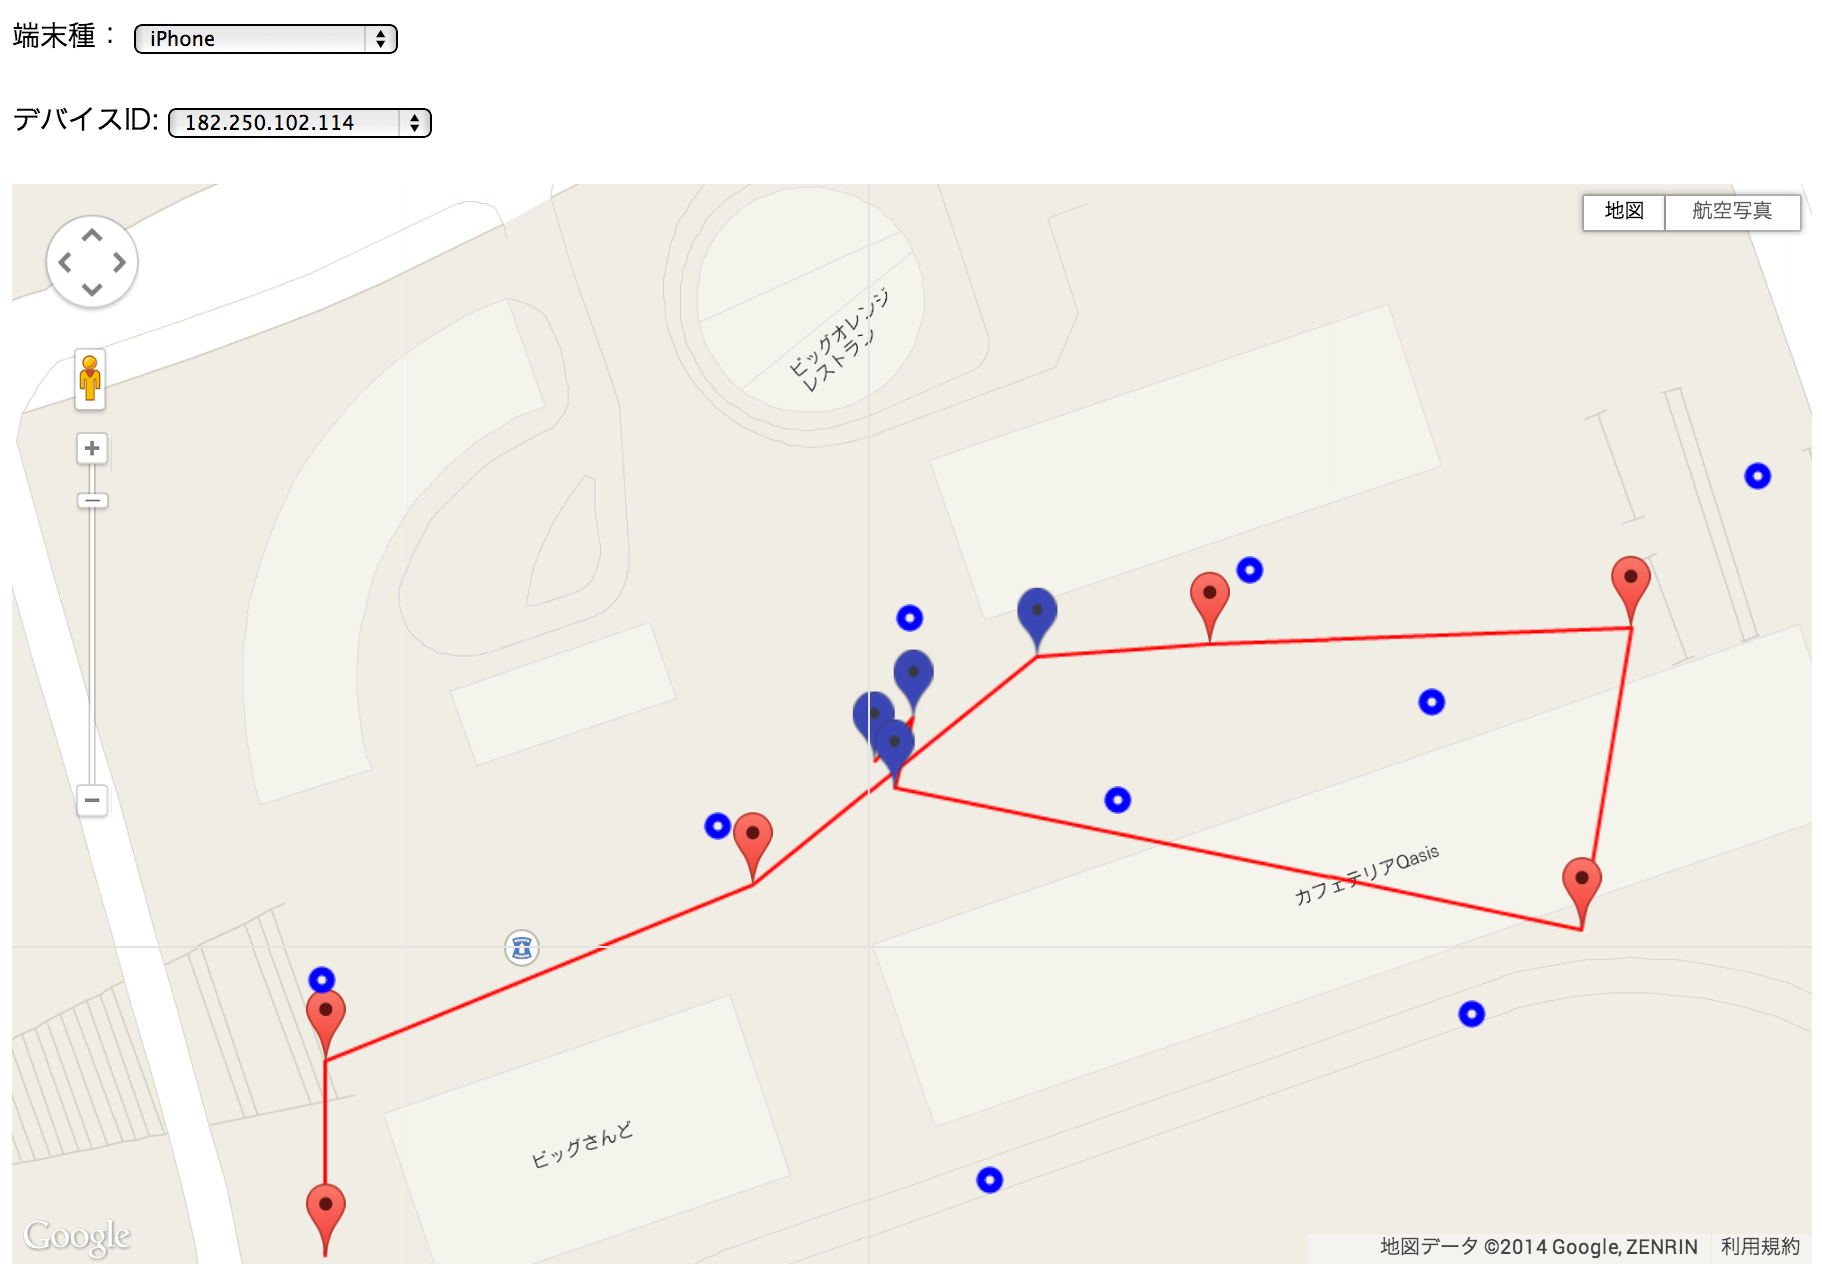 端末種： iPhone
デバイスID: 182.250.102.114
地図 航空写真
ビッグオレンジ
レストラン
カフェテリアQasis
ビッグさんど
Google
地図データ ©2014 Google, ZENRIN 利用規約